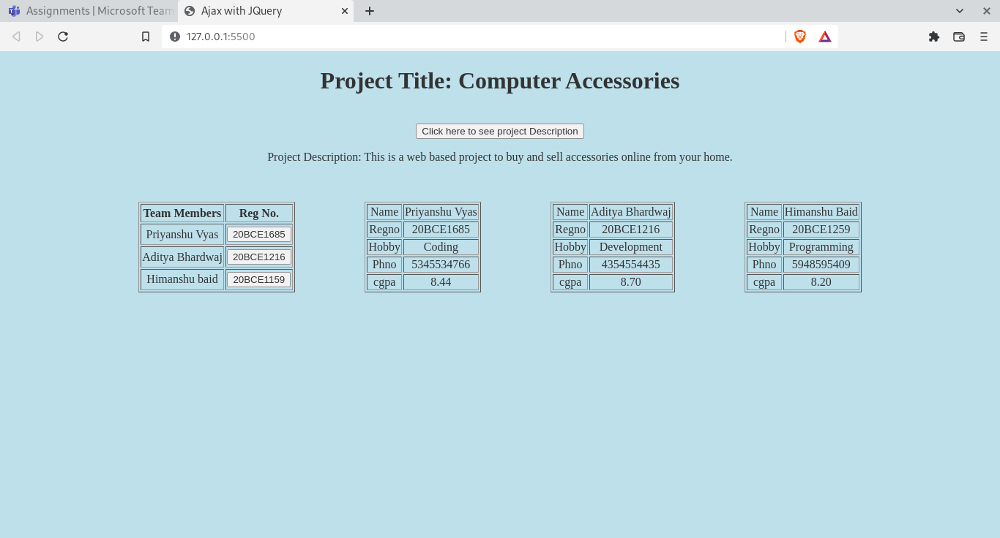 Assignments | Microsoft Team
Ajax with JQuery
127.0.0.1:5500
Project Title: Computer Accessories
Click here to see project Description
Project Description: This is a web based project to buy and sell accessories online from your home.
Team Members Reg No.
Priyanshu Vyas 20BCE1685
Aditya Bhardwaj 20BCE1216
Himanshu baid 20BCE1159
Name Priyanshu Vyas
Regno 20BCE1685
Hobby Coding
Phno 5345534766
cgpa 8.44
Name Aditya Bhardwaj
Regno 20BCE1216
Hobby Development
Phno 4354554435
cgpa 8.70
Name Himanshu Baid
Regno 20BCE1259
Hobby Programming
Phno 5948595409
cgpa 8.20